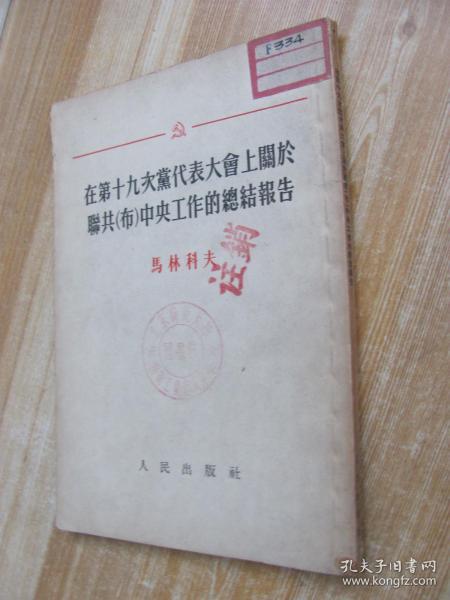 F334
在第十九次黨代表大會上關於
聯共(布)中央工作的總結報告
馬林科夫
注銷
人民出版社
孔夫子旧书网
www.kongfz.com